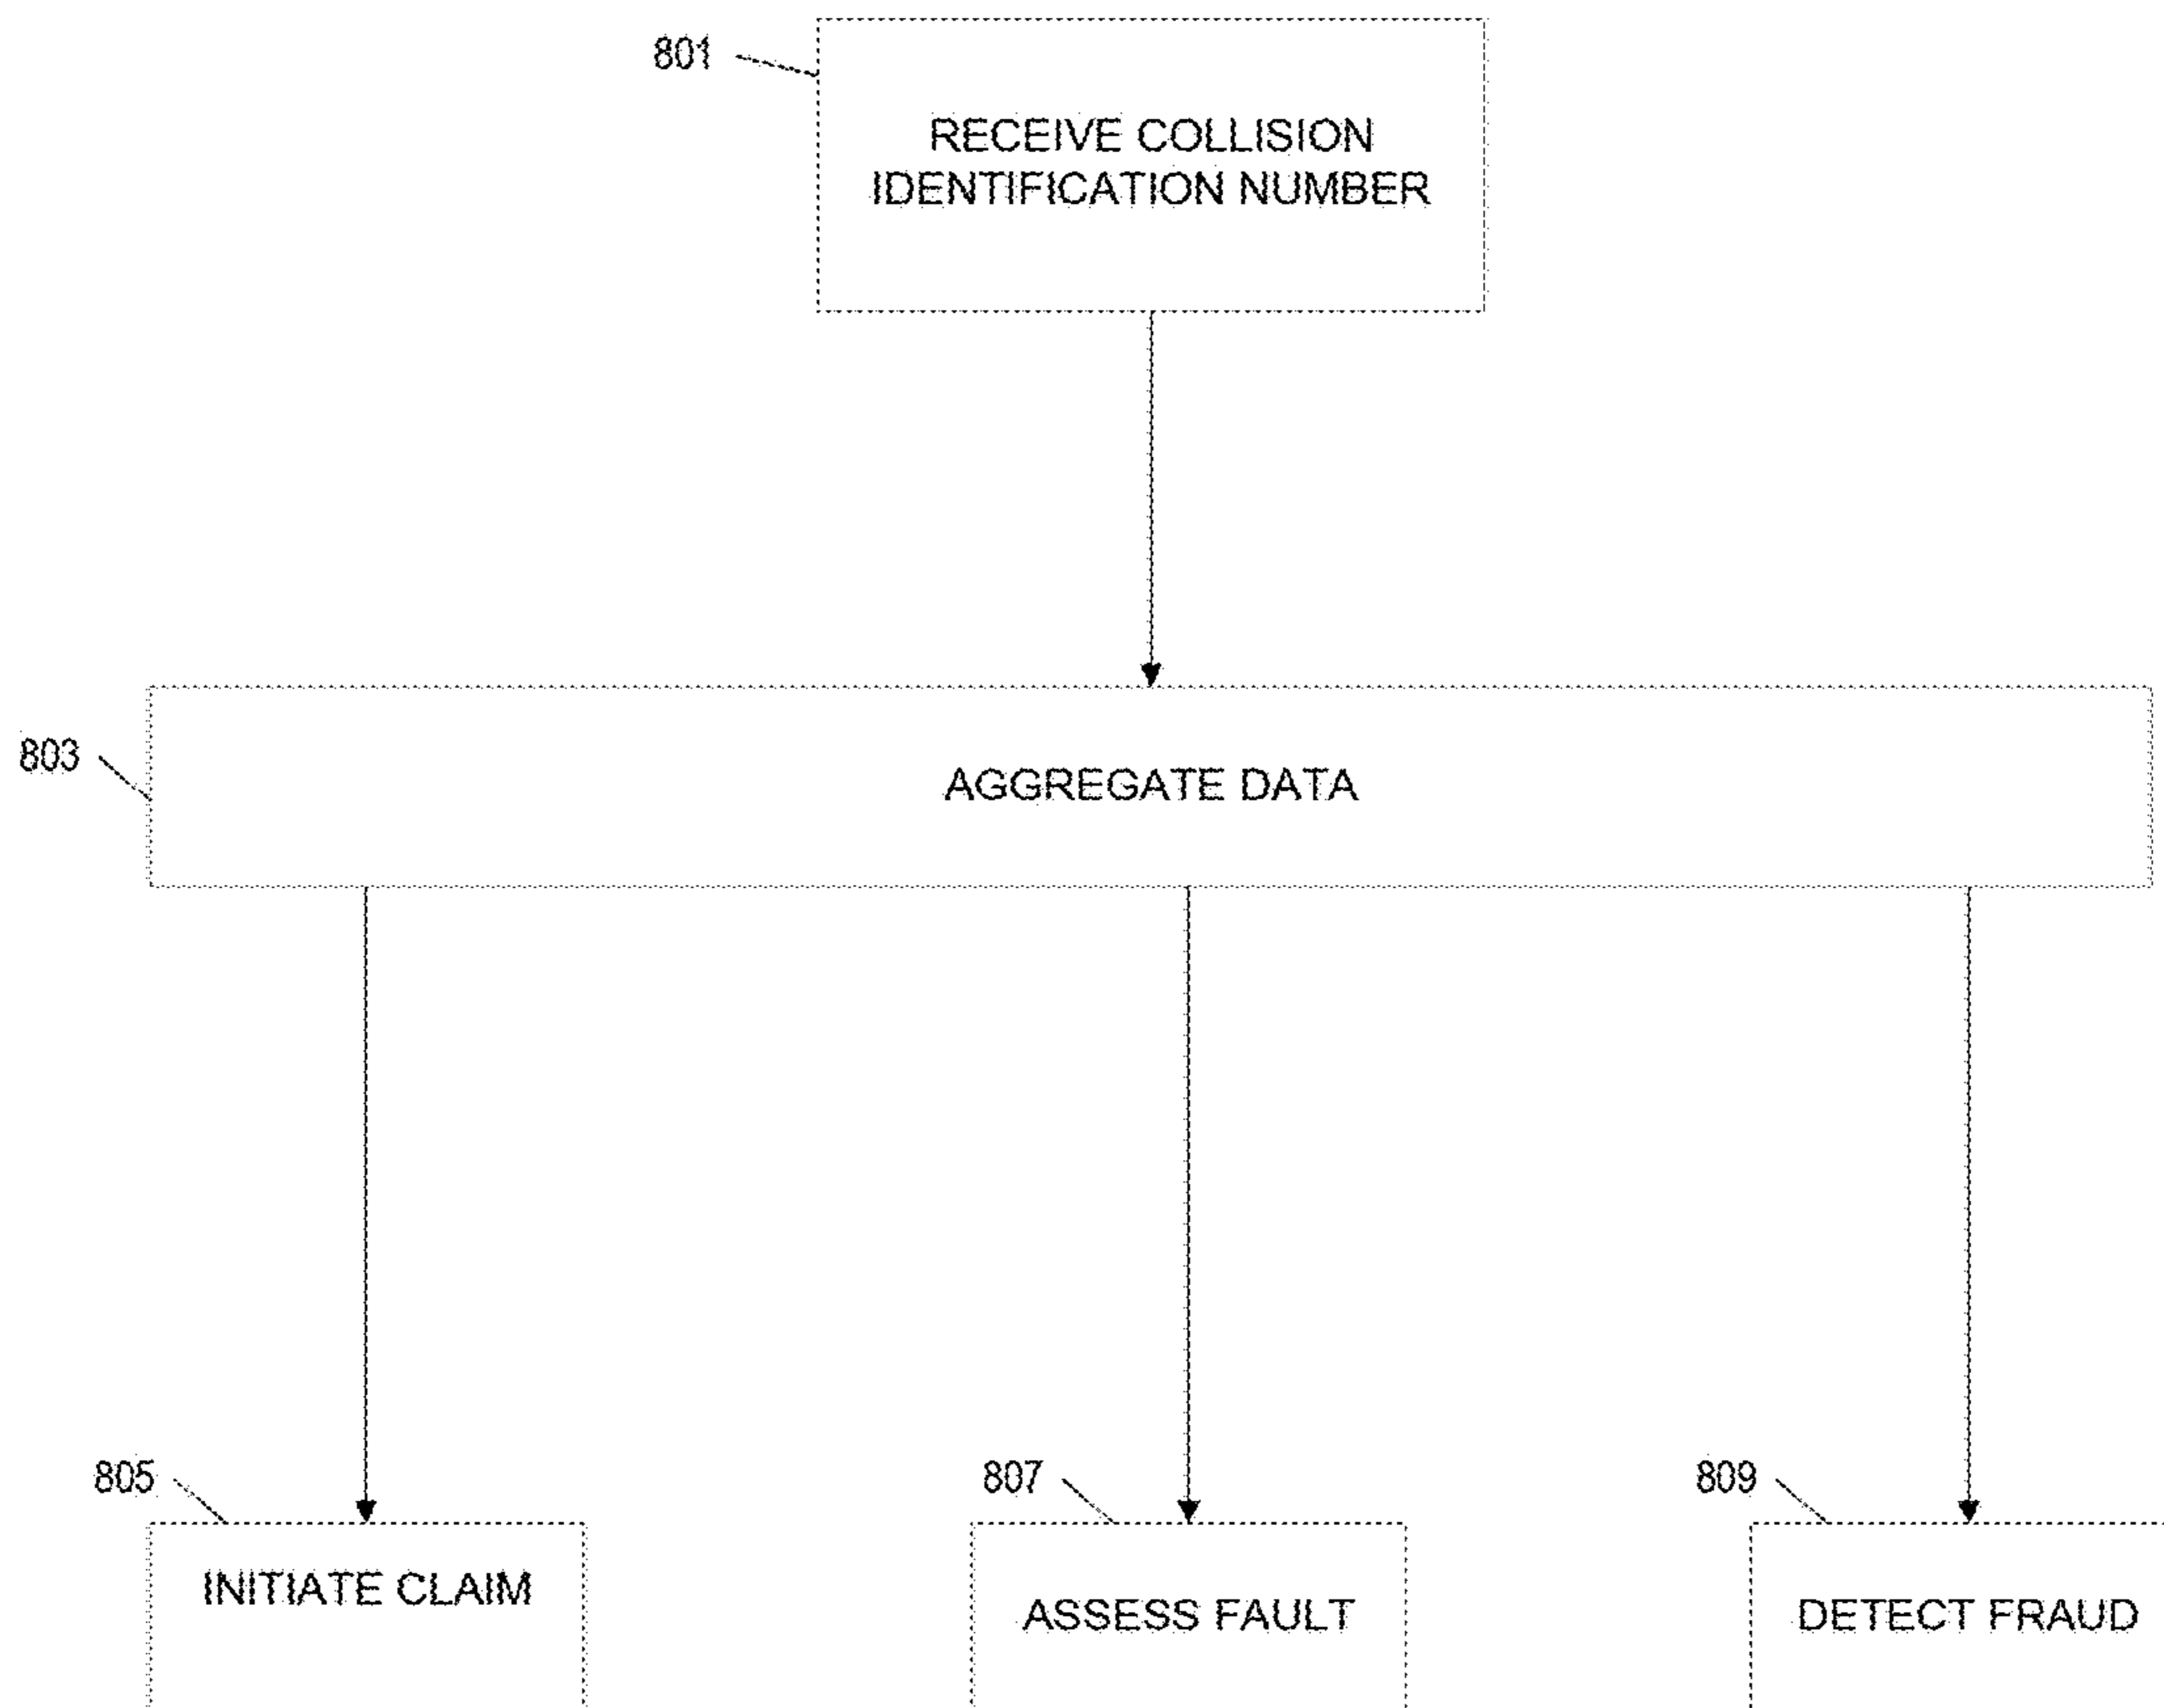 801
RECEIVE COLLISION
IDENTIFICATION NUMBER
803
AGGREGATE DATA
805
INITIATE CLAIM
807
ASSESS FAULT
809
DETECT FRAUD